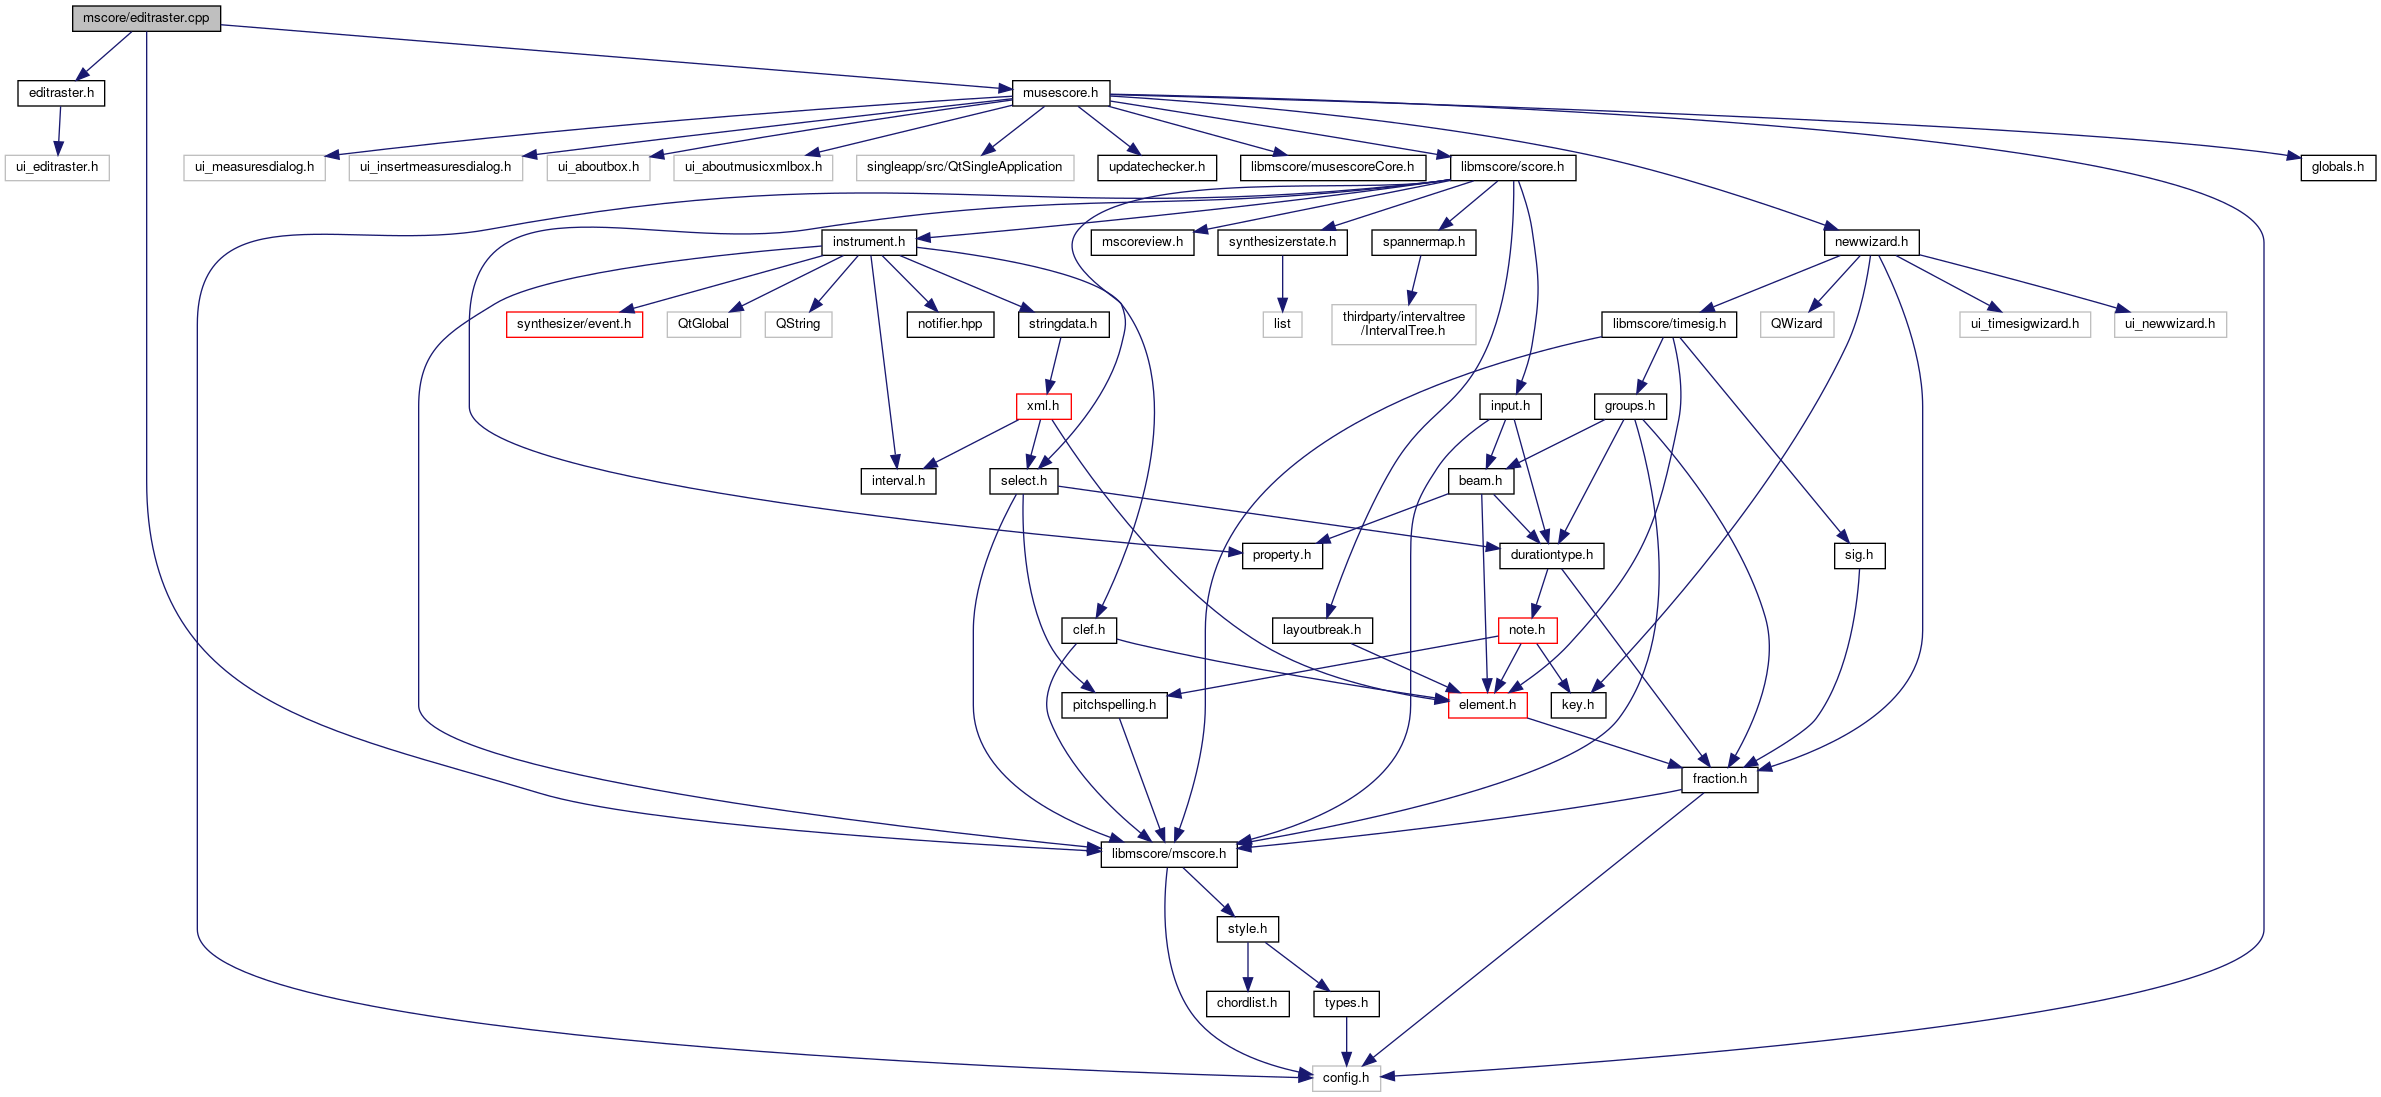 mscore/editraster.cpp
editraster.h
musescore.h
ui_editraster.h
ui_measuresdialog.h
ui_insertmeasuresdialog.h
ui_aboutbox.h
ui_aboutmusicxmlbox.h
singleapp/src/QtSingleApplication
updatechecker.h
libmscore/musescoreCore.h
libmscore/score.h
globals.h
instrument.h
mscoreview.h
synthesizerstate.h
spannermap.h
newwizard.h
synthesizer/event.h
QtGlobal
QString
notifier.hpp
stringdata.h
list
thirdparty/intervaltree
/IntervalTree.h
libmscore/timesig.h
QWizard
ui_timesigwizard.h
ui_newwizard.h
xml.h
input.h
groups.h
interval.h
select.h
beam.h
property.h
durationtype.h
sig.h
clef.h
layoutbreak.h
note.h
pitchspelling.h
element.h
key.h
fraction.h
libmscore/mscore.h
style.h
chordlist.h
types.h
config.h